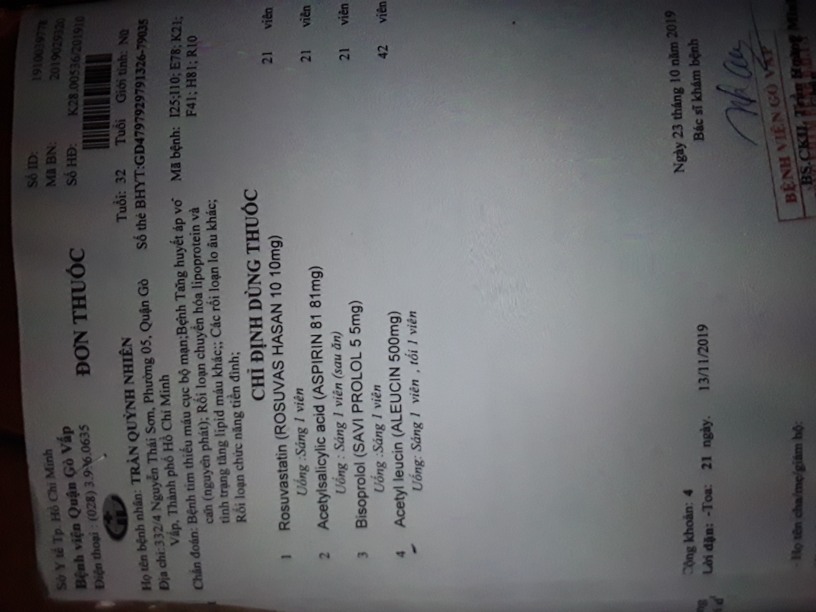 Sở Y tế Tp. Hồ Chí Minh
Bệnh viện Quận Gò Vấp
Điện thoại : (028) 3.9 6.0635
ĐƠN THUỐC
Số ID: 1910039778
Mã BN: 2019029320
Số HĐ: K28.00536/201910
Họ tên bệnh nhân: TRẦN QUỲNH NHIÊN
Tuổi: 32 Tuổi Giới tính: Nữ
Địa chỉ:332/4 Nguyễn Thái Sơn, Phường 05, Quận Gò
Số thẻ BHYT:GD4797929791326-79035
Vấp, Thành phố Hồ Chí Minh
Chẩn đoán: Bệnh tim thiếu máu cục bộ mạn;Bệnh Tăng huyết áp vô
Mã bệnh: I25;I10; E78; K21;
căn (nguyên phát); Rối loạn chuyển hóa lipoprotein và
F41; H81; R10
tình trạng tăng lipid máu khác;; Các rối loạn lo âu khác;
Rối loạn chức năng tiền đình;
CHỈ ĐỊNH DÙNG THUỐC
1 Rosuvastatin (ROSUVAS HASAN 10 10mg) 21 viên
Uống :Sáng 1 viên
2 Acetylsalicylic acid (ASPIRIN 81 81mg) 21 viên
Uống : Sáng 1 viên (sau ăn)
3 Bisoprolol (SAVI PROLOL 5 5mg) 21 viên
Uống :Sáng 1 viên
4 Acetyl leucin (ALEUCIN 500mg) 42 viên
Uống: Sáng 1 viên , tối 1 viên
Cộng khoản: 4
Ngày 23 tháng 10 năm 2019
Lời dặn: -Toa: 21 ngày. 13/11/2019
Bác sĩ khám bệnh
BỆNH VIỆN GÒ VẤP
BS.CKII. Trần Hoàng
Họ tên cha/mẹ/giám hộ: